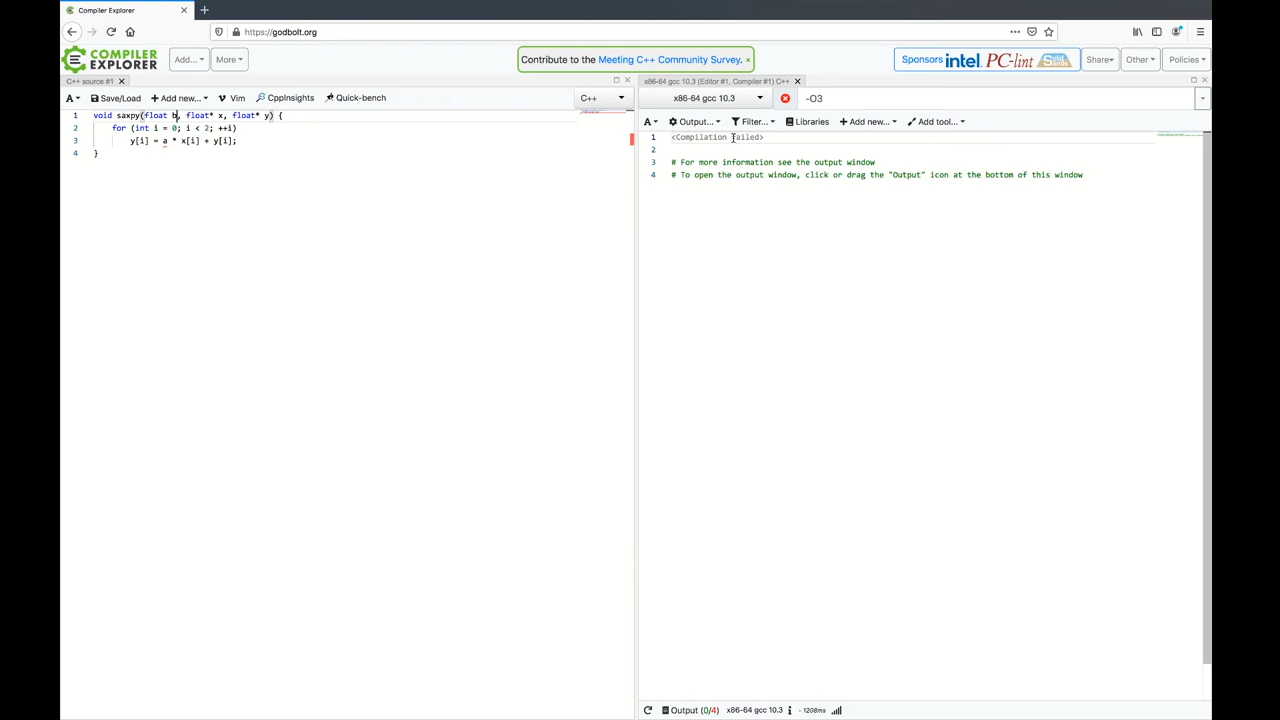 Compiler Explorer
https://godbolt.org
COMPILER
EXPLORER
Add...
More
Contribute to the Meeting C++ Community Survey. ×
Sponsors intel. PC-lint Solid Sands
Share
Other
Policies
C++ source #1
x86-64 gcc 10.3 (Editor #1, Compiler #1) C++
A
Save/Load
Add new...
Vim
CppInsights
Quick-bench
C++
x86-64 gcc 10.3
-O3
A
Output...
Filter...
Libraries
Add new...
Add tool...
1 void saxpy(float b, float* x, float* y) {
2 for (int i = 0; i < 2; ++i)
3 y[i] = a * x[i] + y[i];
4 }
1 <Compilation failed>
2
3 # For more information see the output window
4 # To open the output window, click or drag the "Output" icon at the bottom of this window
Output (0/4) x86-64 gcc 10.3 i - 1208ms